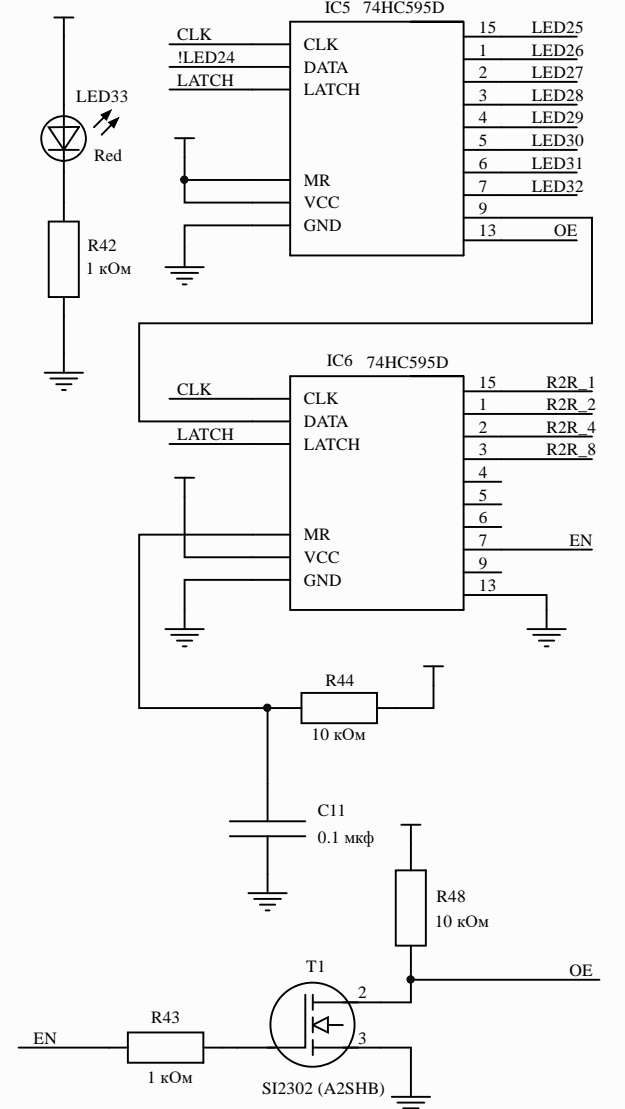 IC5 74HC595D
CLK
!LED24
LATCH
CLK
DATA
LATCH
MR
VCC
GND
15 LED25
1 LED26
2 LED27
3 LED28
4 LED29
5 LED30
6 LED31
7 LED32
9
13 OE
LED33
Red
R42
1 кОм
IC6 74HC595D
CLK
LATCH
CLK
DATA
LATCH
MR
VCC
GND
15 R2R_1
1 R2R_2
2 R2R_4
3 R2R_8
4
5
6
7 EN
9
13
R44
10 кОм
C11
0.1 мкф
R48
10 кОм
OE
T1
2
3
SI2302 (A2SHB)
EN
R43
1 кОм